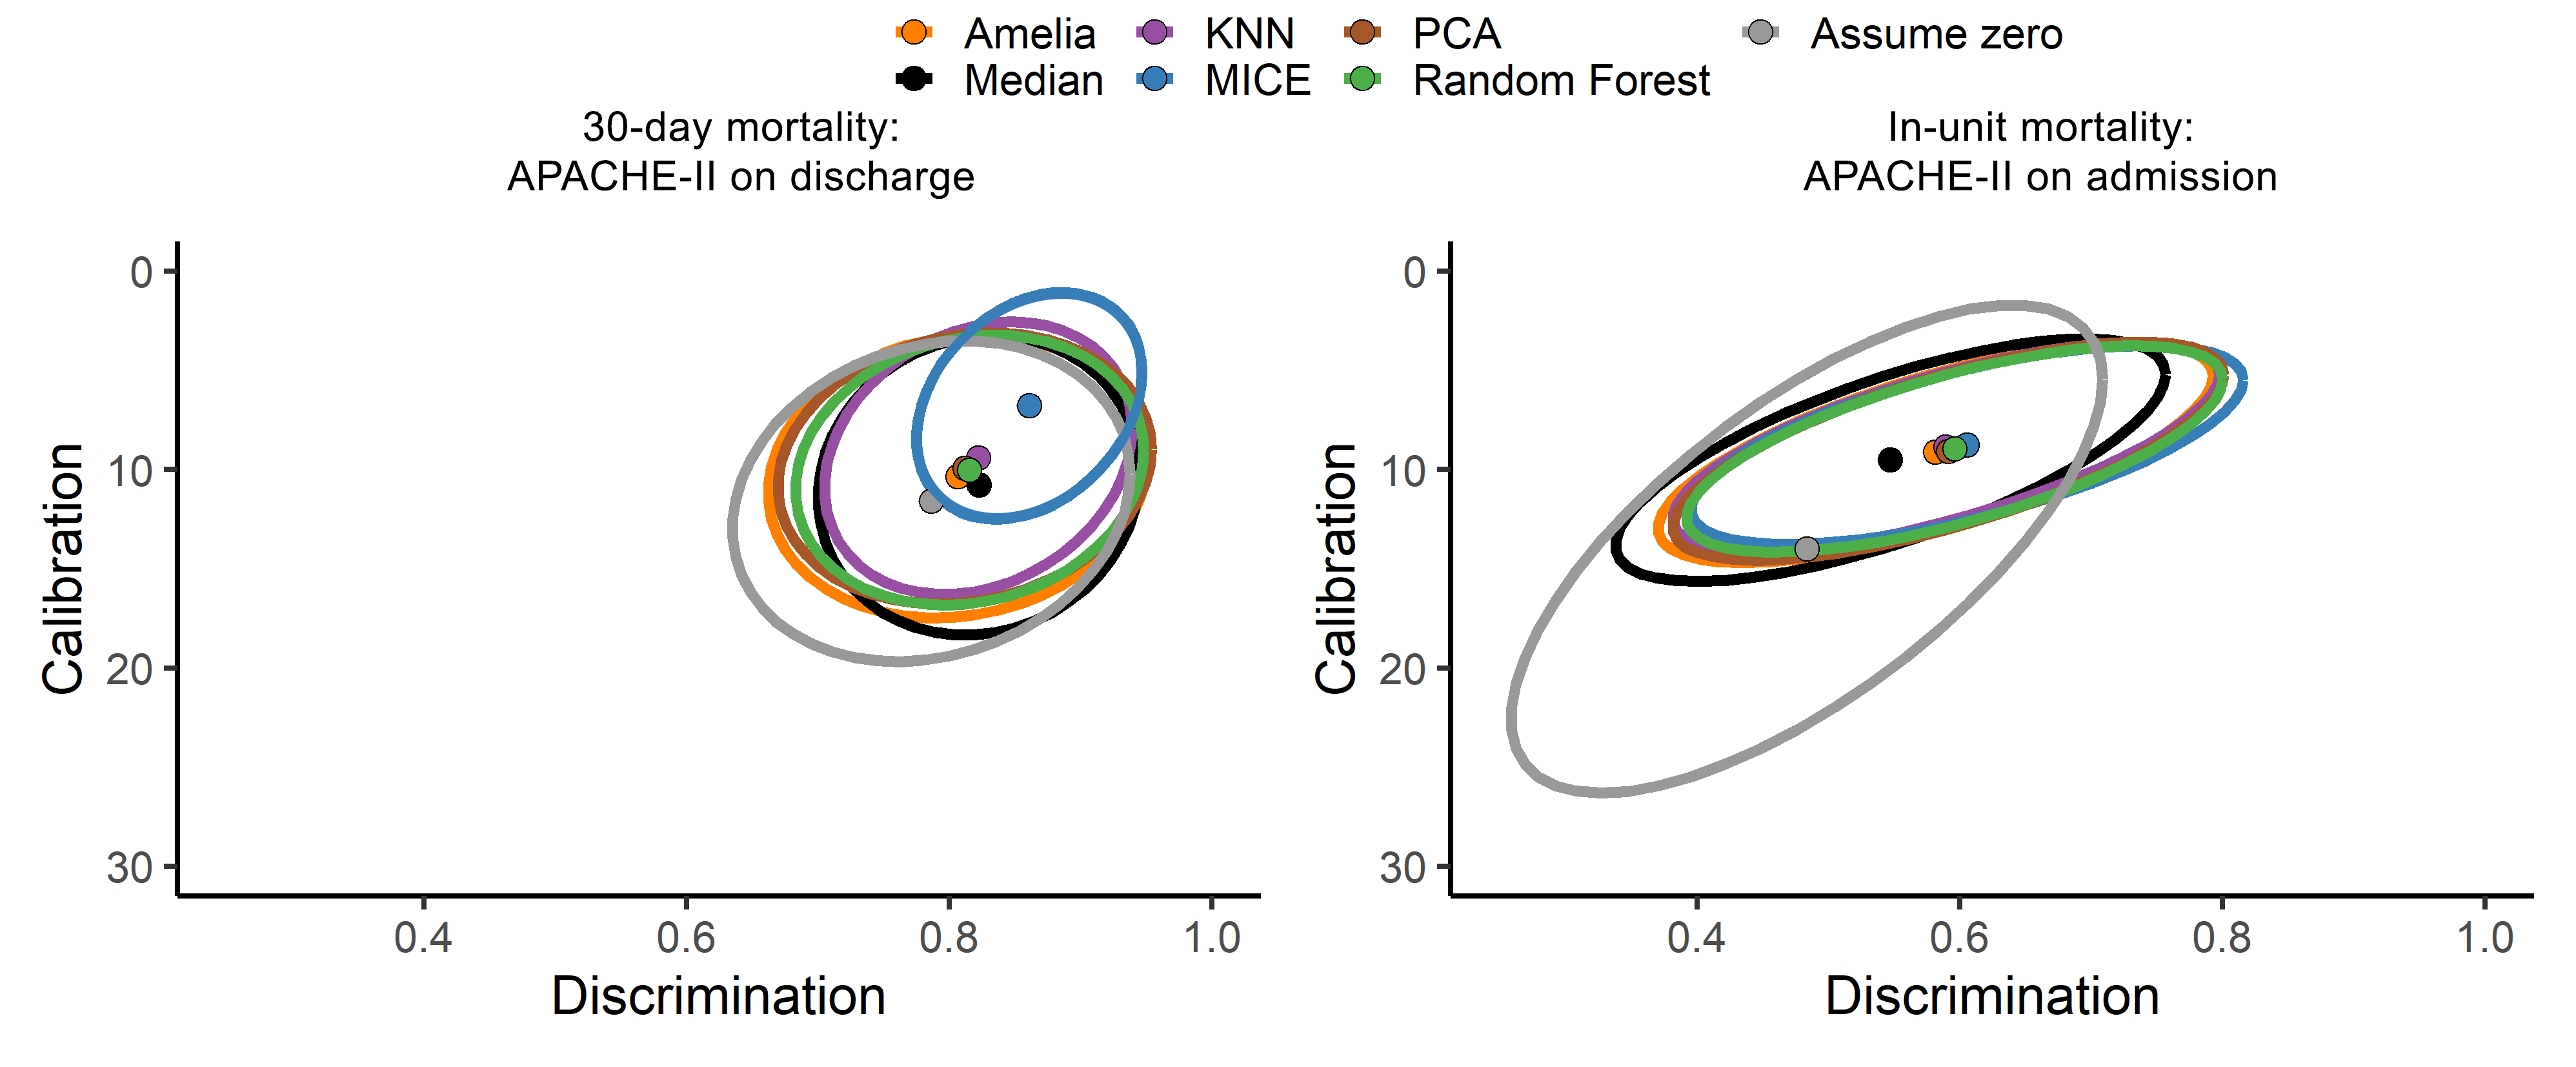 Amelia KNN PCA Assume zero
Median MICE Random Forest
30-day mortality:
APACHE-II on discharge
In-unit mortality:
APACHE-II on admission
Calibration
0
10
20
30
0.4 0.6 0.8 1.0
Discrimination
Calibration
0
10
20
30
0.4 0.6 0.8 1.0
Discrimination